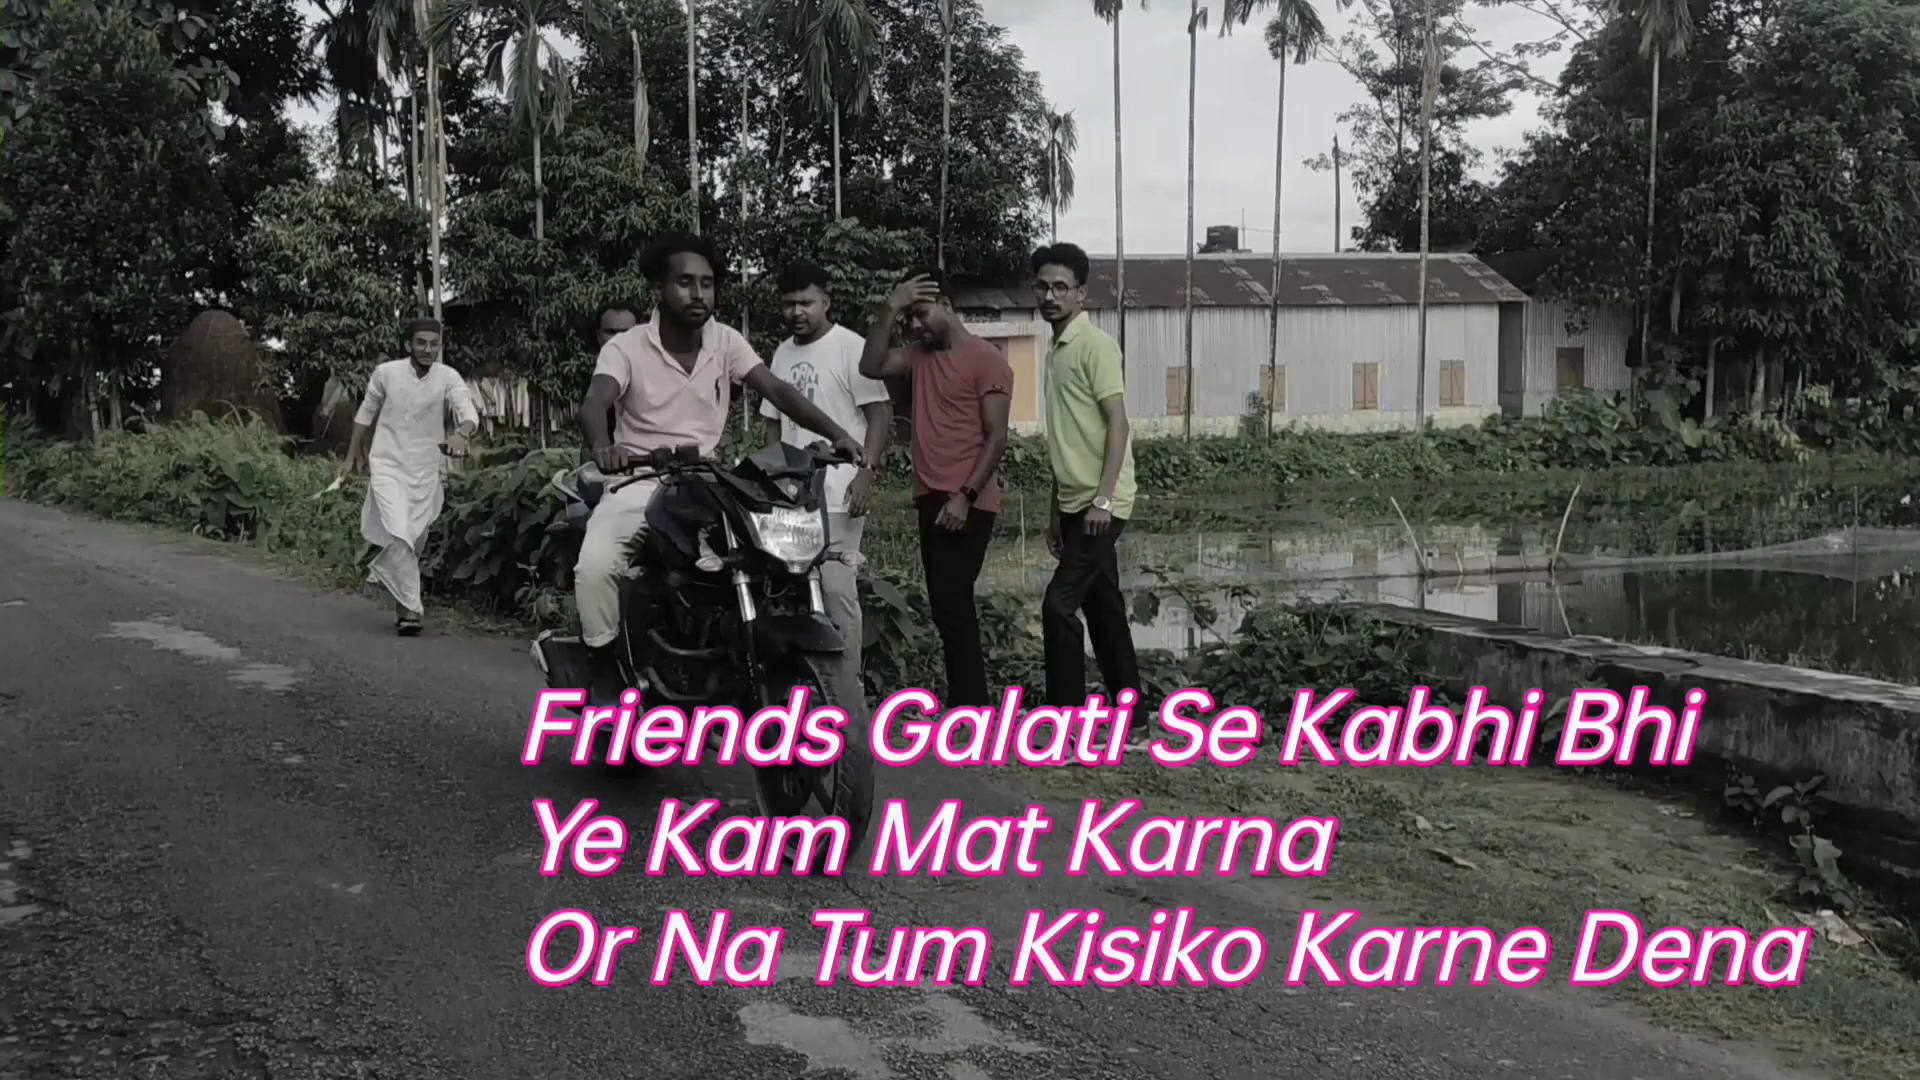 Friends Galati Se Kabhi Bhi
Ye Kam Mat Karna
Or Na Tum Kisiko Karne Dena